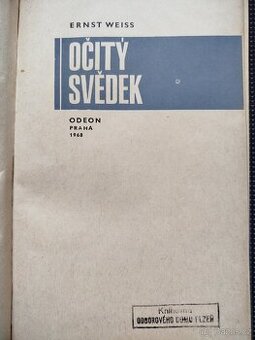 ERNST WEISS
OČITÝ
SVĚDEK
ODEON
PRAHA
1968
Knihovna
ODBOROVÉHO DOMU PLZEŇ